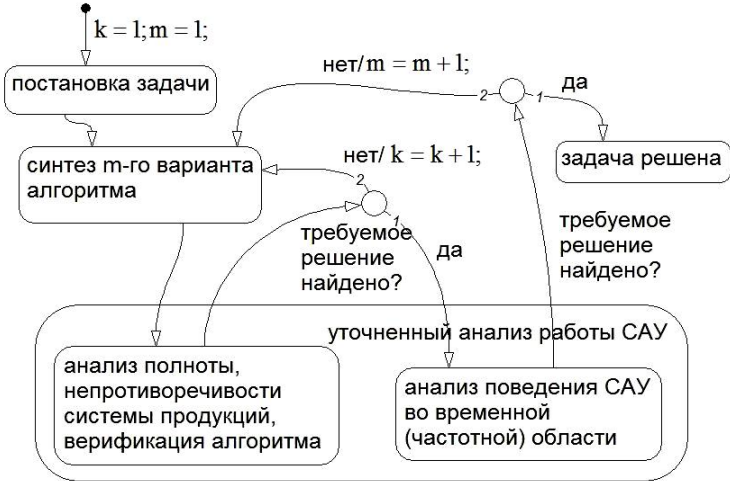 k = 1; m = 1;
постановка задачи
нет/ m = m + 1;
2
1
да
синтез m-го варианта
алгоритма
нет/ k = k + 1;
задача решена
2
1
требуемое
решение
найдено?
да
требуемое
решение
найдено?
уточненный анализ работы САУ
анализ полноты,
непротиворечивости
системы продукций,
верификация алгоритма
анализ поведения САУ
во временной
(частотной) области